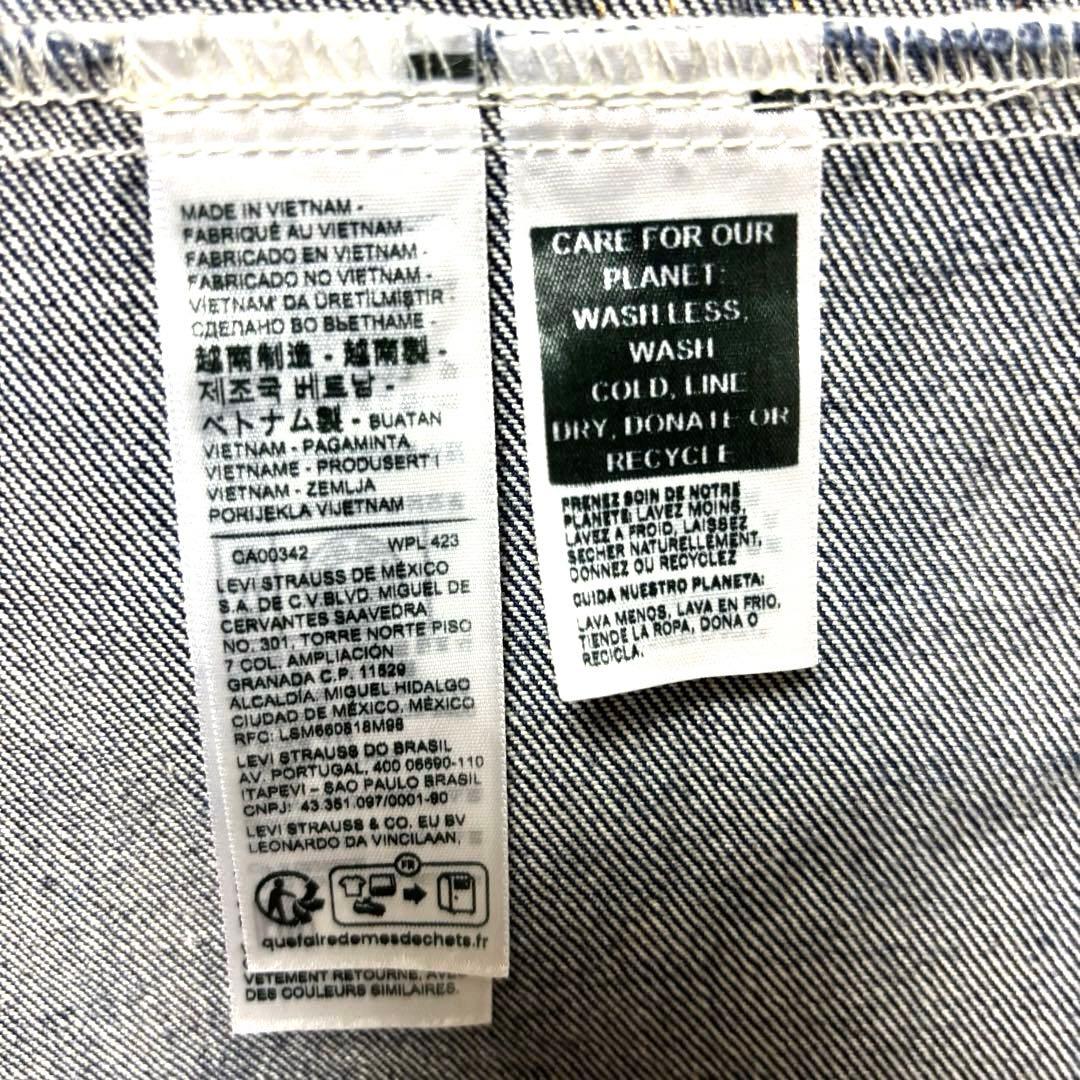 MADE IN VIETNAM -
FABRIQUÉ AU VIETNAM -
FABRICADO EN VIETNAM -
FABRICADO NO VIETNAM -
VİETNAM' DA ÜRETİLMİŞTİR -
СДЕЛАНО ВО ВЬЕТНАМЕ -
越南制造 - 越南製 -
제조국 베트남 -
ベトナム製 - BUATAN
VIETNAM - PAGAMINTA
VIETNAME - PRODUSERT I
VIETNAM - ZEMLJA
PORIJEKLA VIJETNAM
CA00342 WPL 423
LEVI STRAUSS DE MÉXICO
S.A. DE C.V.BLVD. MIGUEL DE
CERVANTES SAAVEDRA
NO. 301, TORRE NORTE PISO
7 COL. AMPLIACIÓN
GRANADA C.P. 11529
ALCALDÍA. MIGUEL HIDALGO
CIUDAD DE MÉXICO, MÉXICO
RFC: LSM660818M98
LEVI STRAUSS DO BRASIL
AV. PORTUGAL, 400 06690-110
ITAPEVI – SAO PAULO BRASIL
CNPJ: 43.351.097/0001-90
LEVI STRAUSS & CO. EU BV
LEONARDO DA VINCILAAN,
FR
quefairedemesdechets.fr
VÊTEMENT RETOURNÉ, AVEC
DES COULEURS SIMILAIRES.
CARE FOR OUR
PLANET:
WASH LESS,
WASH
COLD, LINE
DRY, DONATE OR
RECYCLE
PRENEZ SOIN DE NOTRE
PLANÈTE: LAVEZ MOINS,
LAVEZ À FROID, LAISSEZ
SÉCHER NATURELLEMENT,
DONNEZ OU RECYCLEZ
CUIDA NUESTRO PLANETA:
LAVA MENOS, LAVA EN FRIO,
TIENDE LA ROPA, DONA O
RECICLA.